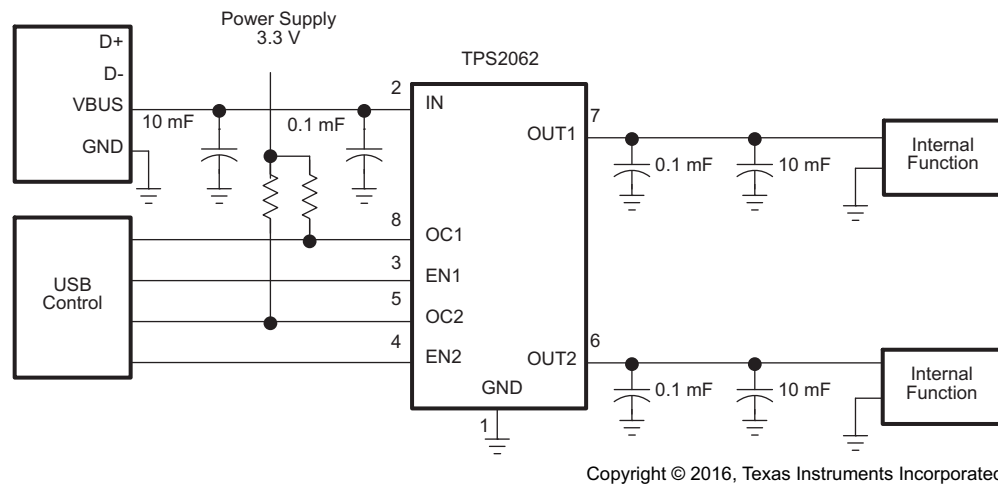 Power Supply
3.3 V
TPS2062
D+
D-
VBUS
GND
10 mF
0.1 mF
2
IN
7
OUT1
0.1 mF
10 mF
Internal
Function
8
OC1
3
EN1
5
OC2
4
EN2
USB
Control
6
OUT2
GND
1
0.1 mF
10 mF
Internal
Function
Copyright © 2016, Texas Instruments Incorporated